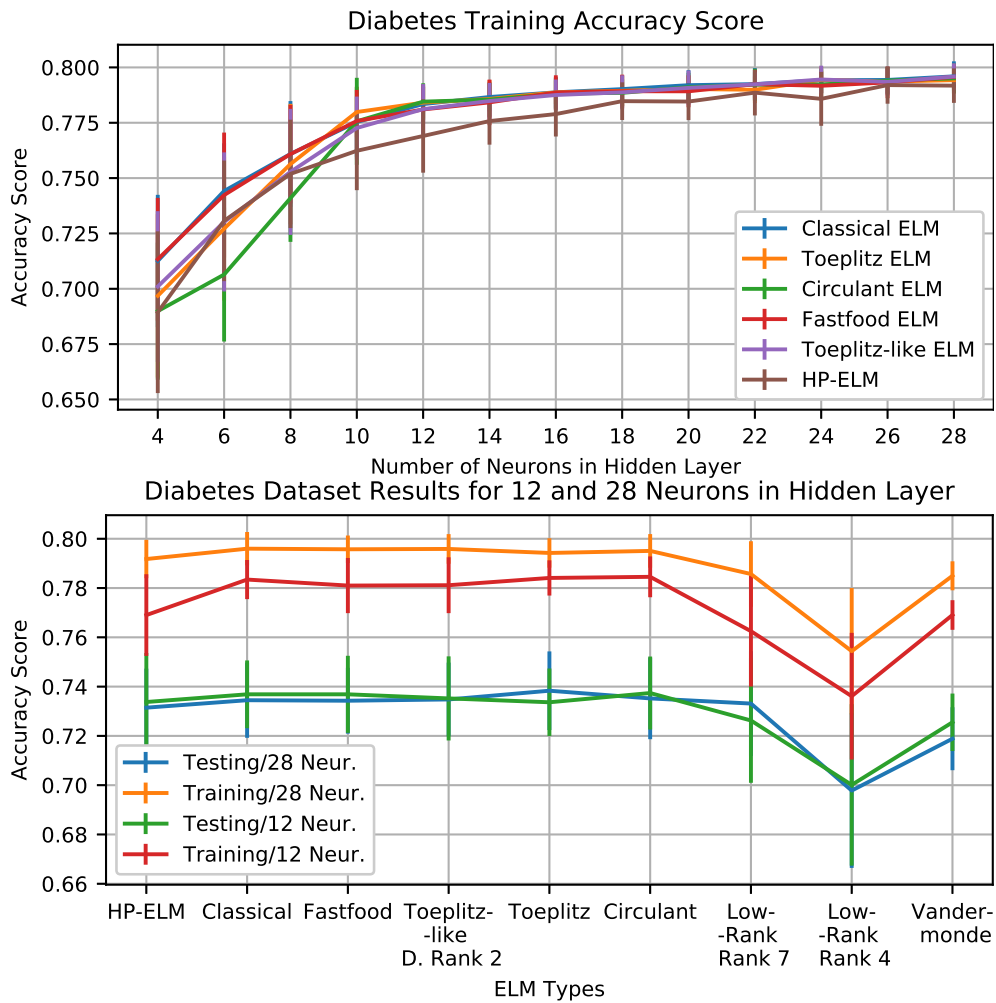 Diabetes Training Accuracy Score
0.800
0.775
0.750
0.725
0.700
0.675
0.650
Accuracy Score
Classical ELM
Toeplitz ELM
Circulant ELM
Fastfood ELM
Toeplitz-like ELM
HP-ELM
4 6 8 10 12 14 16 18 20 22 24 26 28
Number of Neurons in Hidden Layer
Diabetes Dataset Results for 12 and 28 Neurons in Hidden Layer
0.80
0.78
0.76
0.74
0.72
0.70
0.68
0.66
Accuracy Score
Testing/28 Neur.
Training/28 Neur.
Testing/12 Neur.
Training/12 Neur.
HP-ELM Classical Fastfood Toeplitz- Toeplitz Circulant Low- Low- Vander-
-like -Rank -Rank monde
D. Rank 2 Rank 7 Rank 4
ELM Types